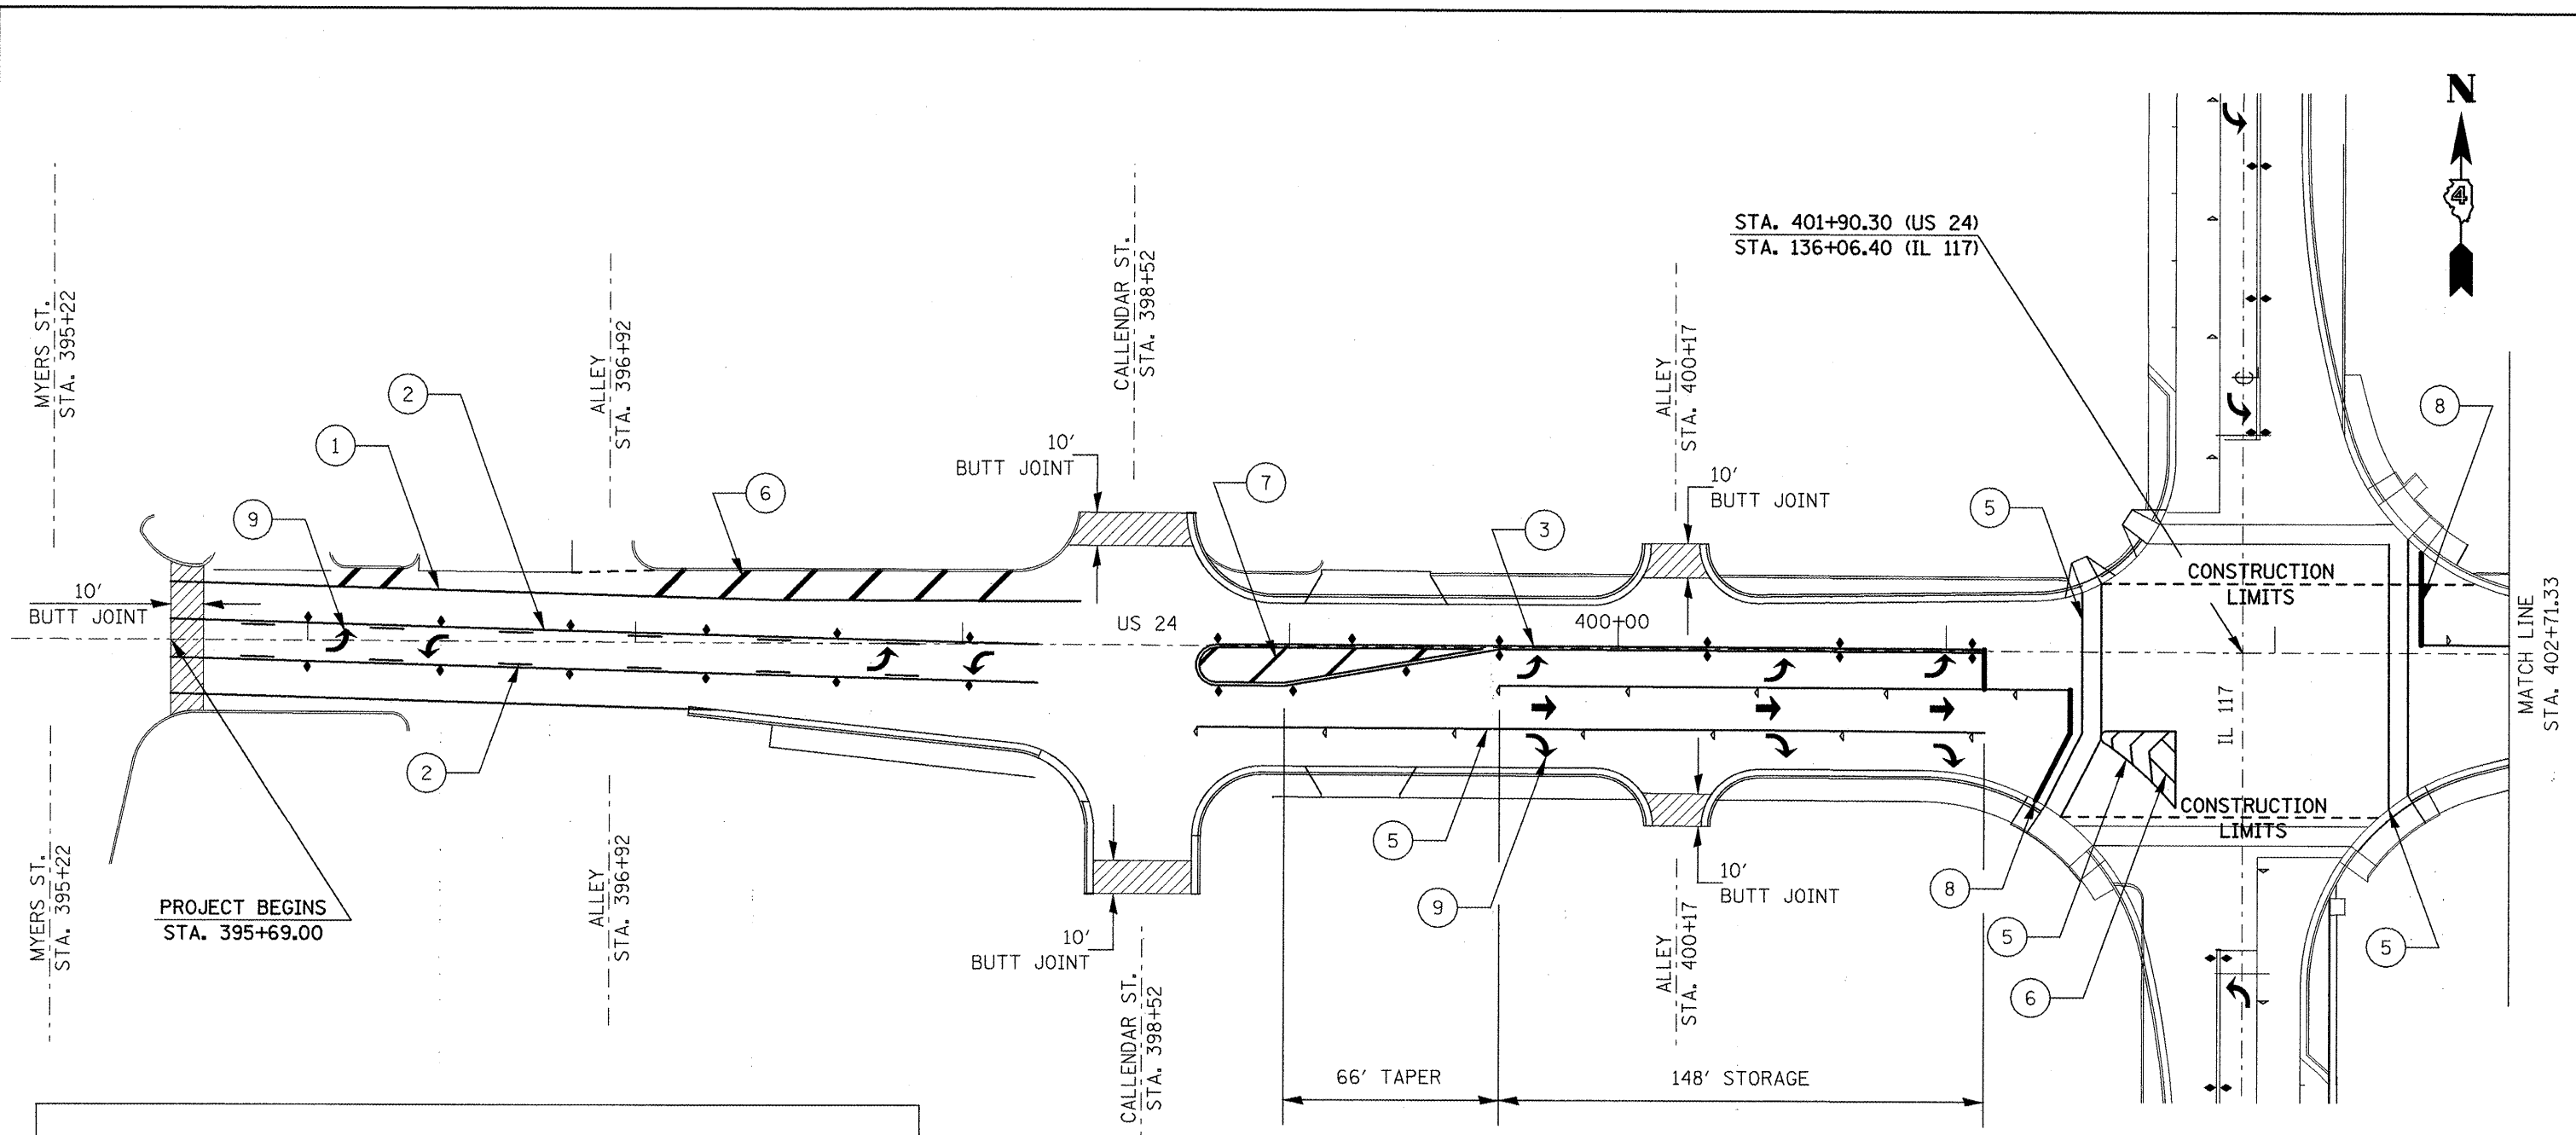 N
4
STA. 401+90.30 (US 24)
STA. 136+06.40 (IL 117)
MYERS ST.
STA. 395+22
ALLEY
STA. 396+92
CALLENDAR ST.
STA. 398+52
ALLEY
STA. 400+17
2
1
9
6
7
3
5
8
10'
BUTT JOINT
10'
BUTT JOINT
10'
BUTT JOINT
US 24
400+00
CONSTRUCTION
LIMITS
MATCH LINE
STA. 402+71.33
IL 117
2
5
9
8
5
6
5
CONSTRUCTION
LIMITS
10'
BUTT JOINT
10'
BUTT JOINT
PROJECT BEGINS
STA. 395+69.00
MYERS ST.
STA. 395+22
ALLEY
STA. 396+92
CALLENDAR ST.
STA. 398+52
ALLEY
STA. 400+17
66' TAPER
148' STORAGE